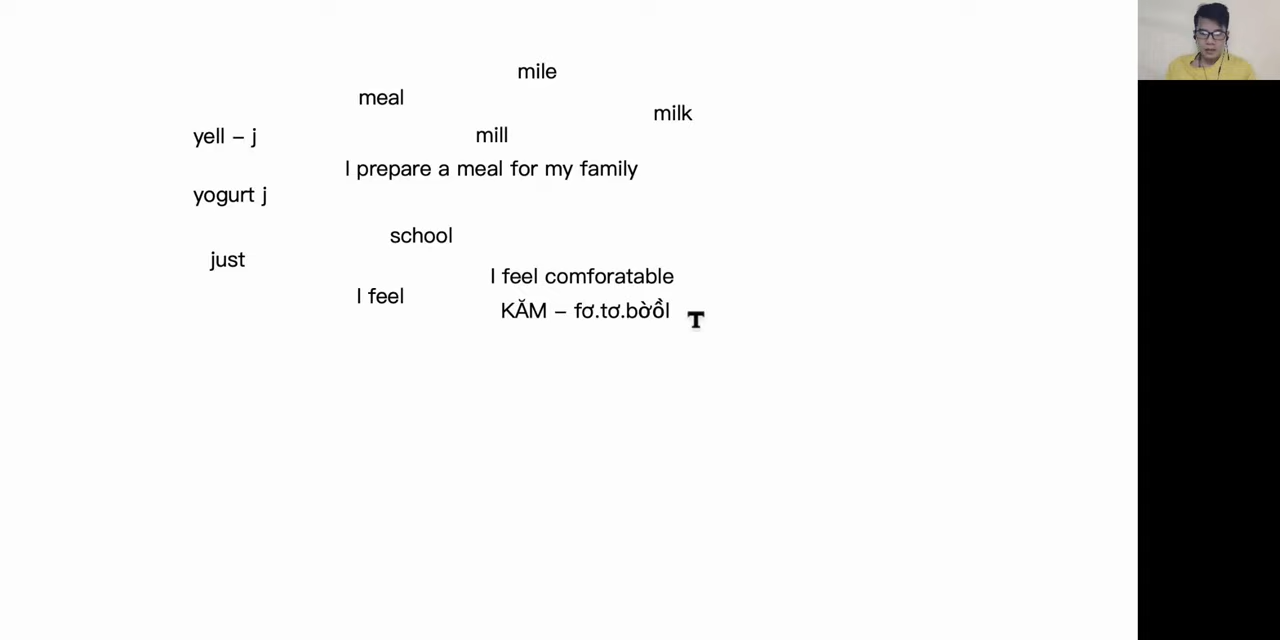 mile
meal
milk
yell – j
mill
I prepare a meal for my family
yogurt j
school
just
I feel comforatable
I feel
KĂM – fơ.tơ.bờồl